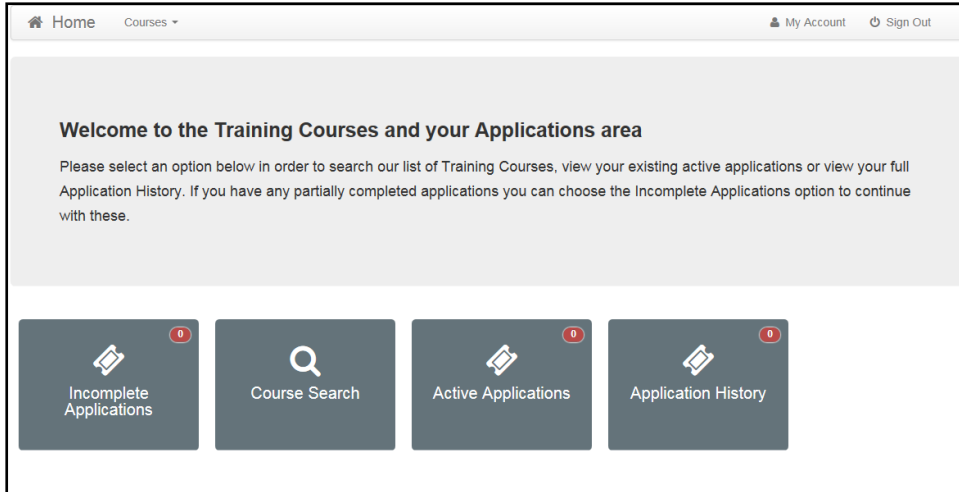 Home Courses My Account Sign Out
Welcome to the Training Courses and your Applications area
Please select an option below in order to search our list of Training Courses, view your existing active applications or view your full
Application History. If you have any partially completed applications you can choose the Incomplete Applications option to continue
with these.
0
Incomplete
Applications
Course Search
0
Active Applications
0
Application History